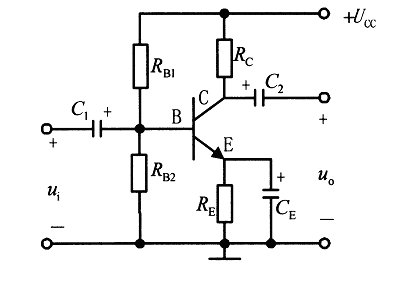 +U_CC
R_B1
R_C
C_1 +
+ C_2
B
C
E
+
+
u_i
R_B2
R_E
+
C_E
u_o
−
−